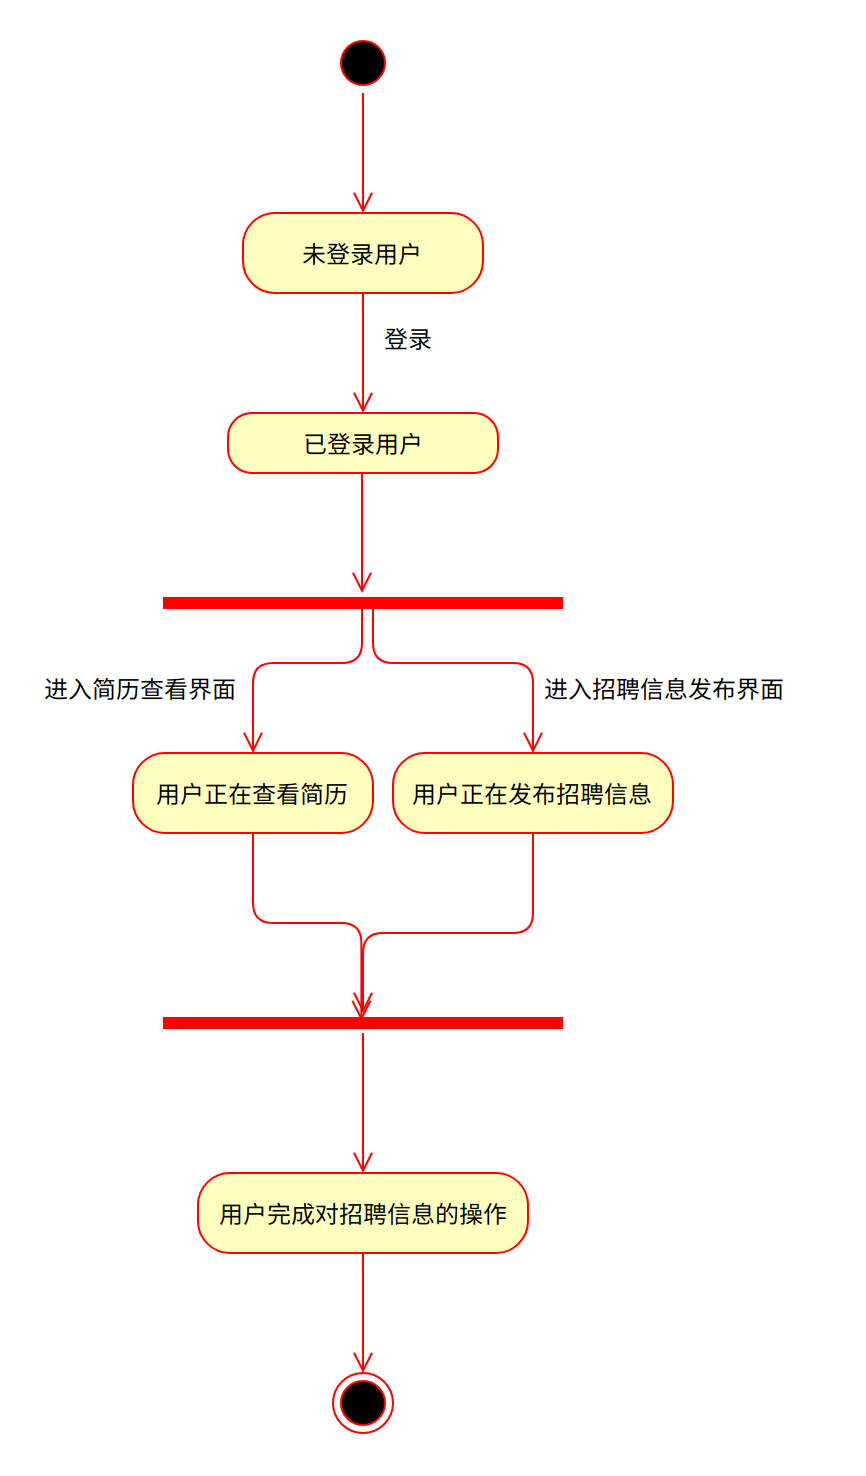 未登录用户
登录
已登录用户
进入简历查看界面
进入招聘信息发布界面
用户正在查看简历
用户正在发布招聘信息
用户完成对招聘信息的操作